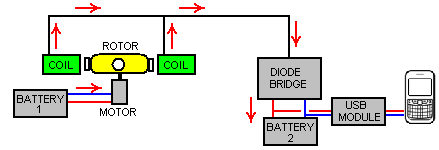 ROTOR
COIL
COIL
BATTERY
1
MOTOR
DIODE
BRIDGE
BATTERY
2
USB
MODULE